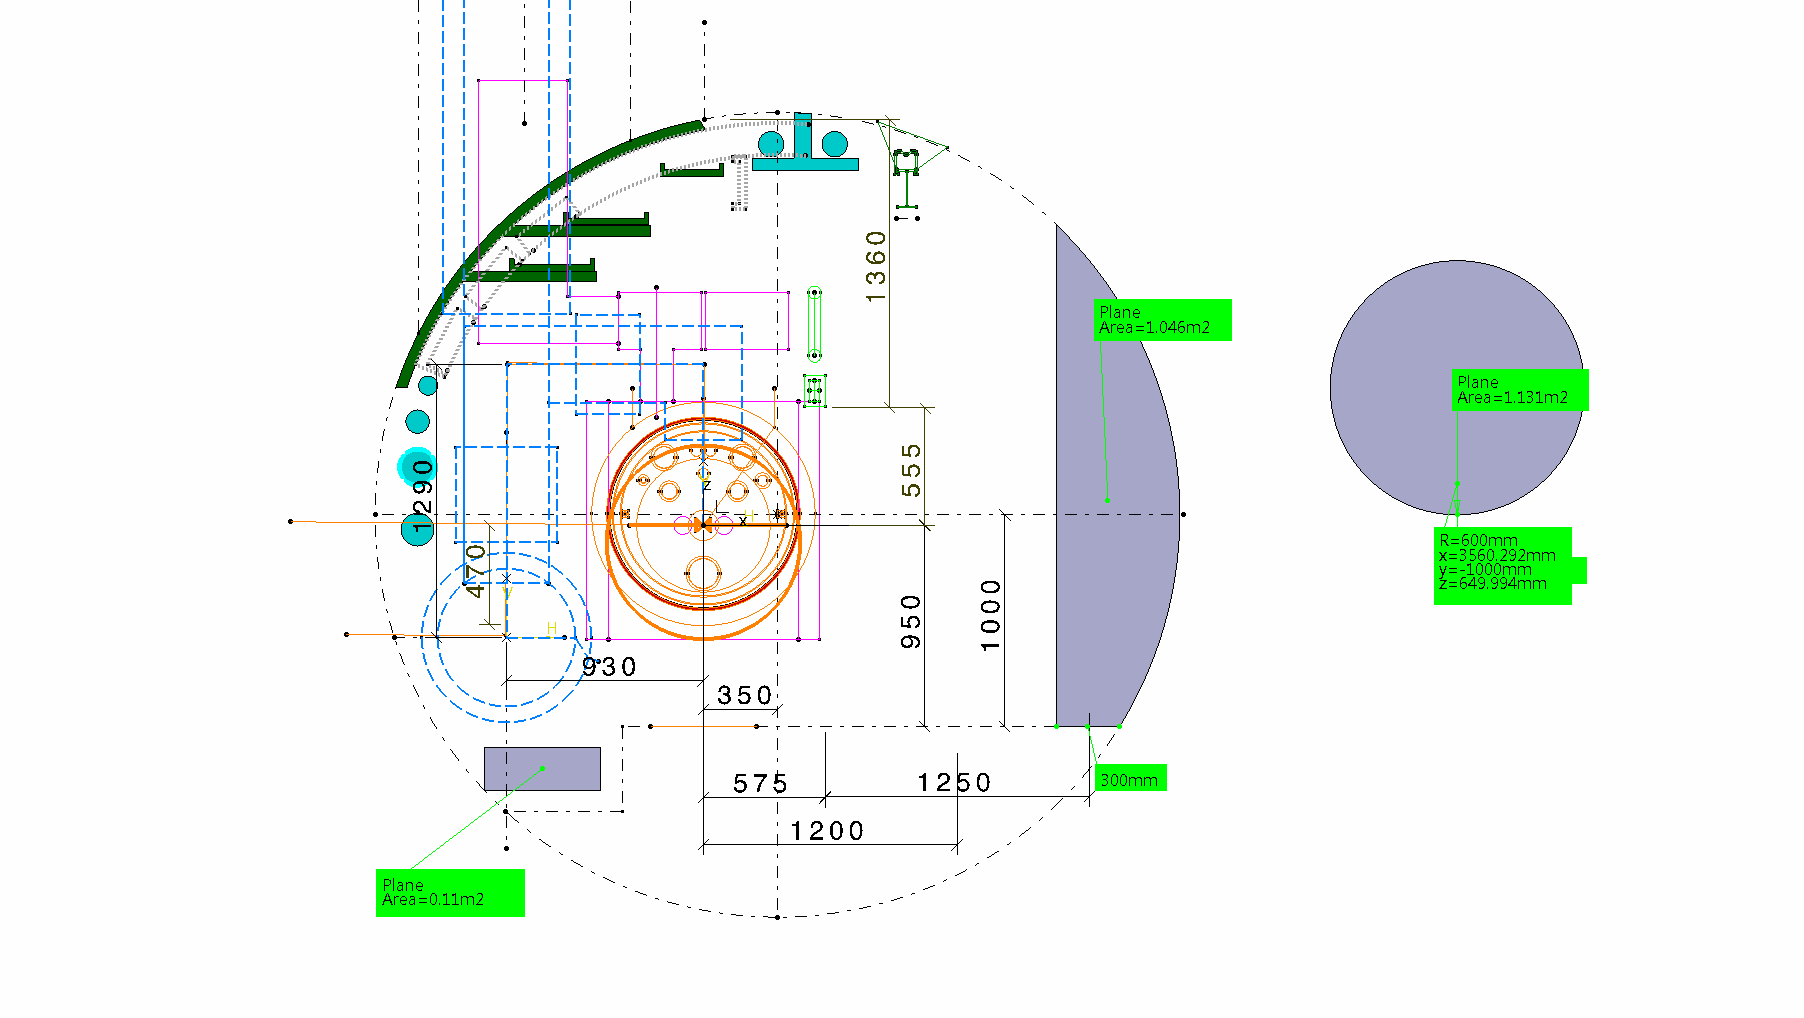 1360
Plane
Area=1.046m2
Plane
Area=1.131m2
1290
555
z
H
x
R=600mm
x=3560.292mm
y=-1000mm
z=649.994mm
470
V
H
950
1000
930
350
575
1250
300mm
1200
Plane
Area=0.11m2